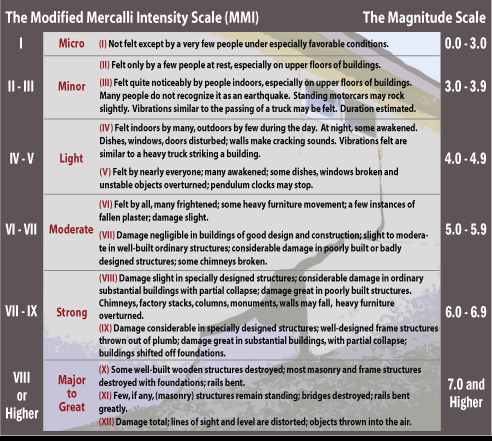 The Modified Mercalli Intensity Scale (MMI)
The Magnitude Scale
I
Micro
(I) Not felt except by a very few people under especially favorable conditions.
0.0 - 3.0
II - III
Minor
(II) Felt only by a few people at rest, especially on upper floors of buildings.
(III) Felt quite noticeably by people indoors, especially on upper floors of buildings.
Many people do not recognize it as an earthquake. Standing motorcars may rock
slightly. Vibrations similar to the passing of a truck may be felt. Duration estimated.
3.0 - 3.9
IV - V
Light
(IV) Felt indoors by many, outdoors by few during the day. At night, some awakened.
Dishes, windows, doors disturbed; walls make cracking sounds. Vibrations felt are
similar to a heavy truck striking a building.
(V) Felt by nearly everyone; many awakened; some dishes, windows broken and
unstable objects overturned; pendulum clocks may stop.
4.0 - 4.9
VI - VII
Moderate
(VI) Felt by all, many frightened; some heavy furniture movement; a few instances of
fallen plaster; damage slight.
(VII) Damage negligible in buildings of good design and construction; slight to modera-
te in well-built ordinary structures; considerable damage in poorly built or badly
designed structures; some chimneys broken.
5.0 - 5.9
VII - IX
Strong
(VIII) Damage slight in specially designed structures; considerable damage in ordinary
substantial buildings with partial collapse; damage great in poorly built structures.
Chimneys, factory stacks, columns, monuments, walls may fall, heavy furniture
overturned.
(IX) Damage considerable in specially designed structures; well-designed frame structures
thrown out of plumb; damage great in substantial buildings, with partial collapse;
buildings shifted off foundations.
6.0 - 6.9
VIII
or
Higher
Major
to
Great
(X) Some well-built wooden structures destroyed; most masonry and frame structures
destroyed with foundations; rails bent.
(XI) Few, if any, (masonry) structures remain standing; bridges destroyed; rails bent
greatly.
(XII) Damage total; lines of sight and level are distorted; objects thrown into the air.
7.0 and
Higher